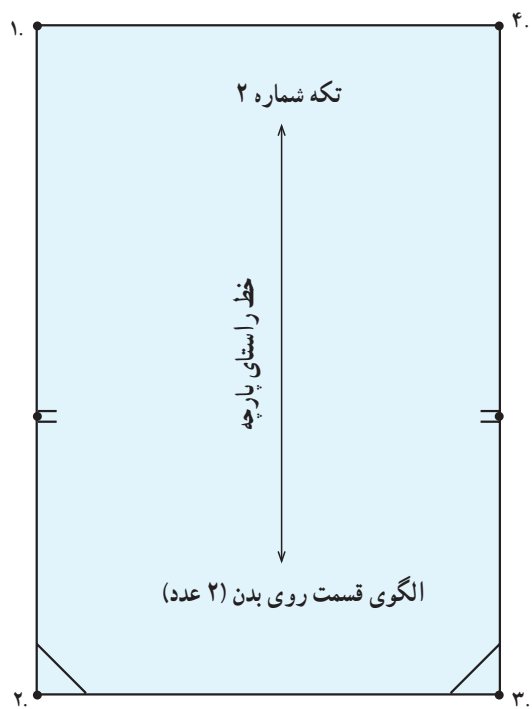 ۱.
۴.
تکه شماره ۲
خط راستای پارچه
الگوی قسمت روی بدن (۲ عدد)
۲.
۳.